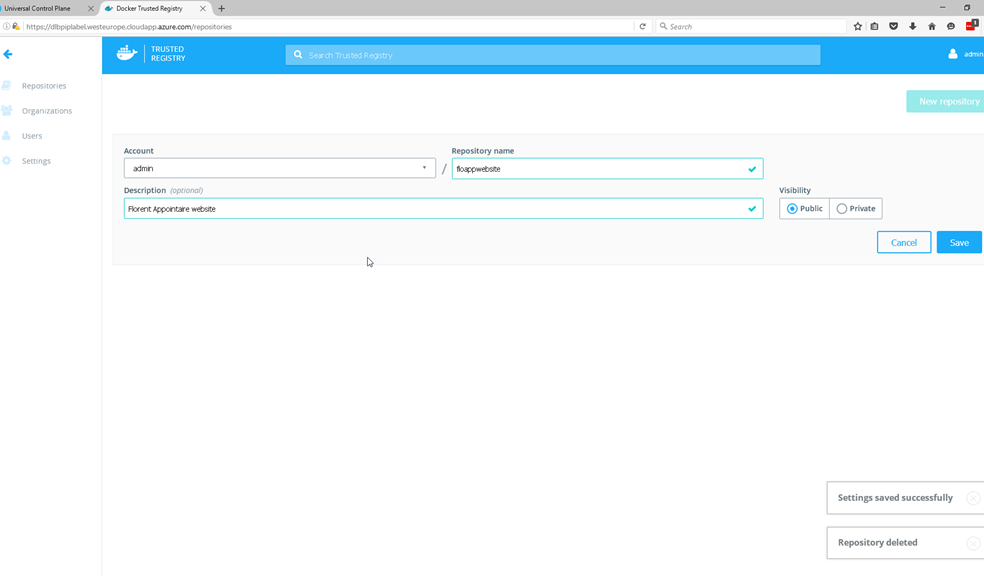 Universal Control Plane
Docker Trusted Registry
https://dlbpiplabel.westeurope.cloudapp.azure.com/repositories
Search
1
TRUSTED
REGISTRY
Search Trusted Registry
admin
Repositories
Organizations
Users
Settings
New repository
Account
Repository name
admin
/
floappwebsite
Description (optional)
Visibility
Florent Appointaire website
Public
Private
Cancel
Save
Settings saved successfully
Repository deleted